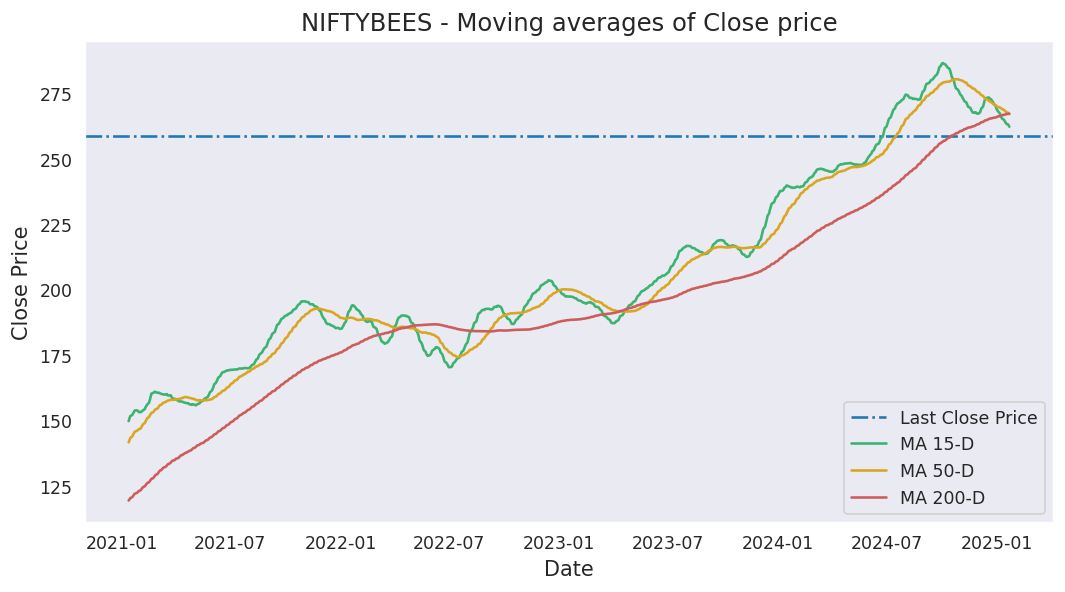 NIFTYBEES - Moving averages of Close price
Close Price
275
250
225
200
175
150
125
Last Close Price
MA 15-D
MA 50-D
MA 200-D
2021-01 2021-07 2022-01 2022-07 2023-01 2023-07 2024-01 2024-07 2025-01
Date